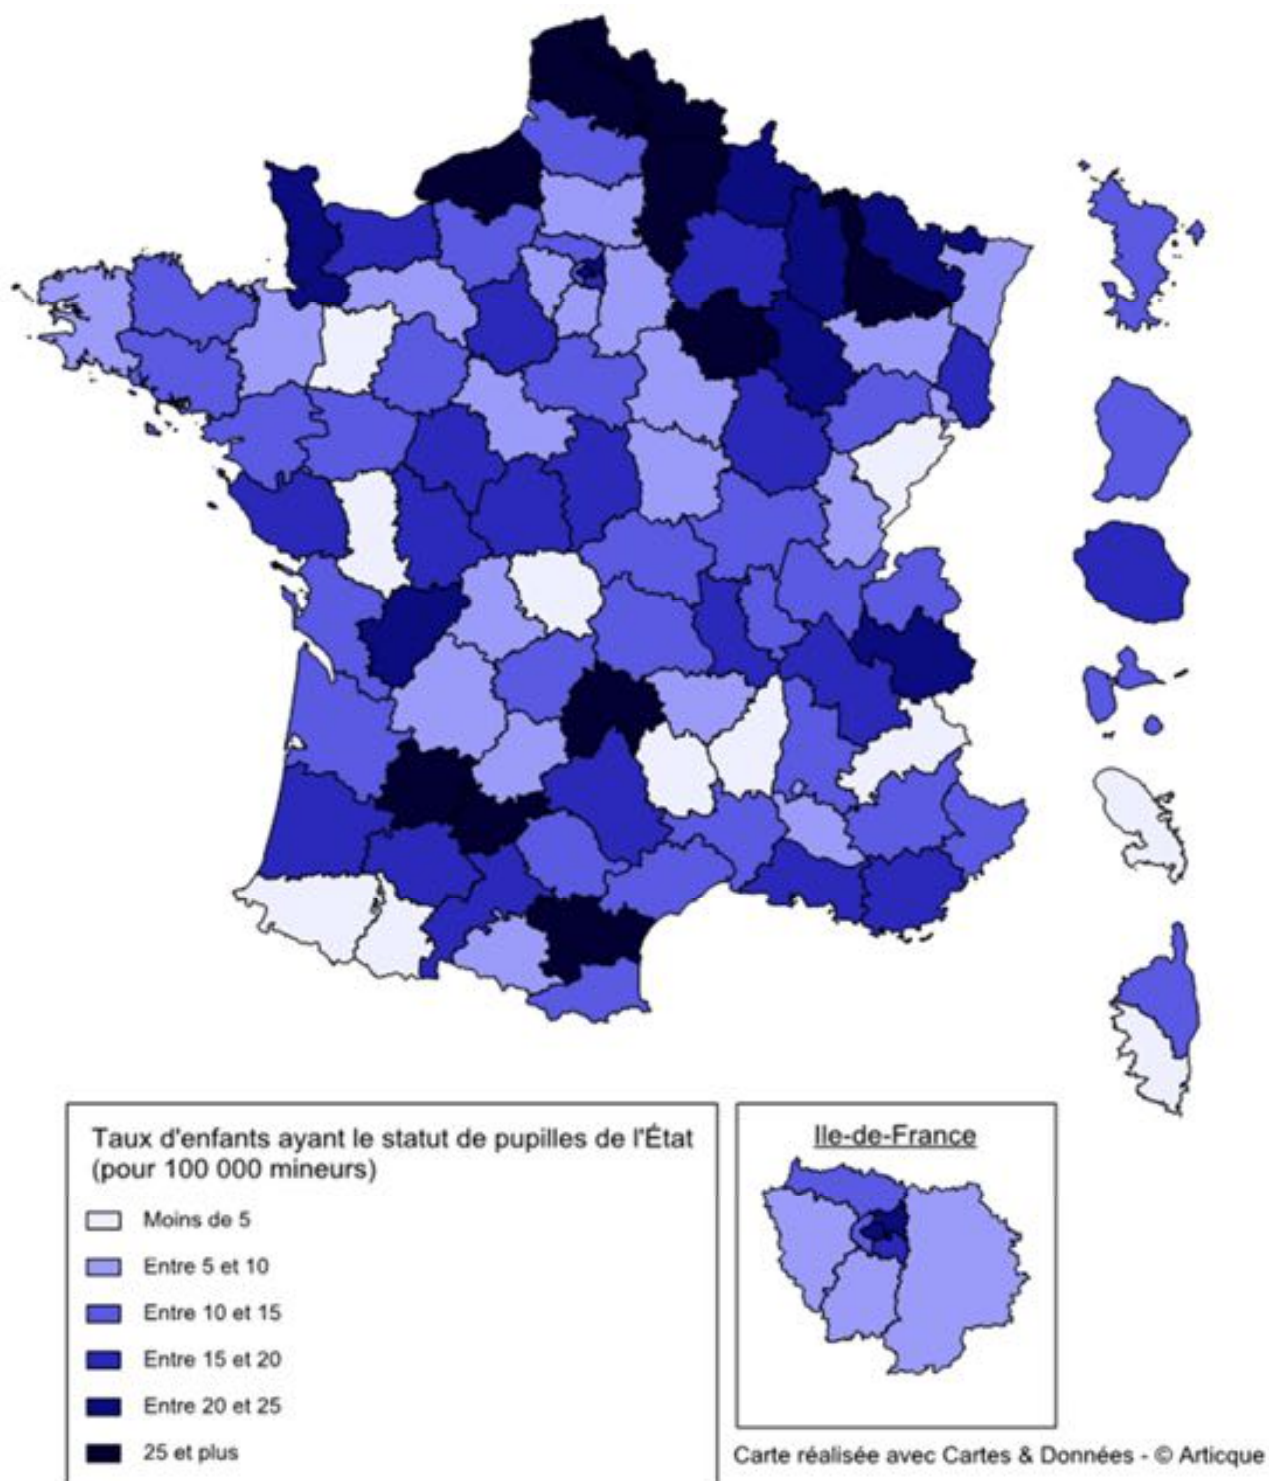 Taux d'enfants ayant le statut de pupilles de l'État
(pour 100 000 mineurs)
Moins de 5
Entre 5 et 10
Entre 10 et 15
Entre 15 et 20
Entre 20 et 25
25 et plus
Ile-de-France
Carte réalisée avec Cartes & Données - © Articque